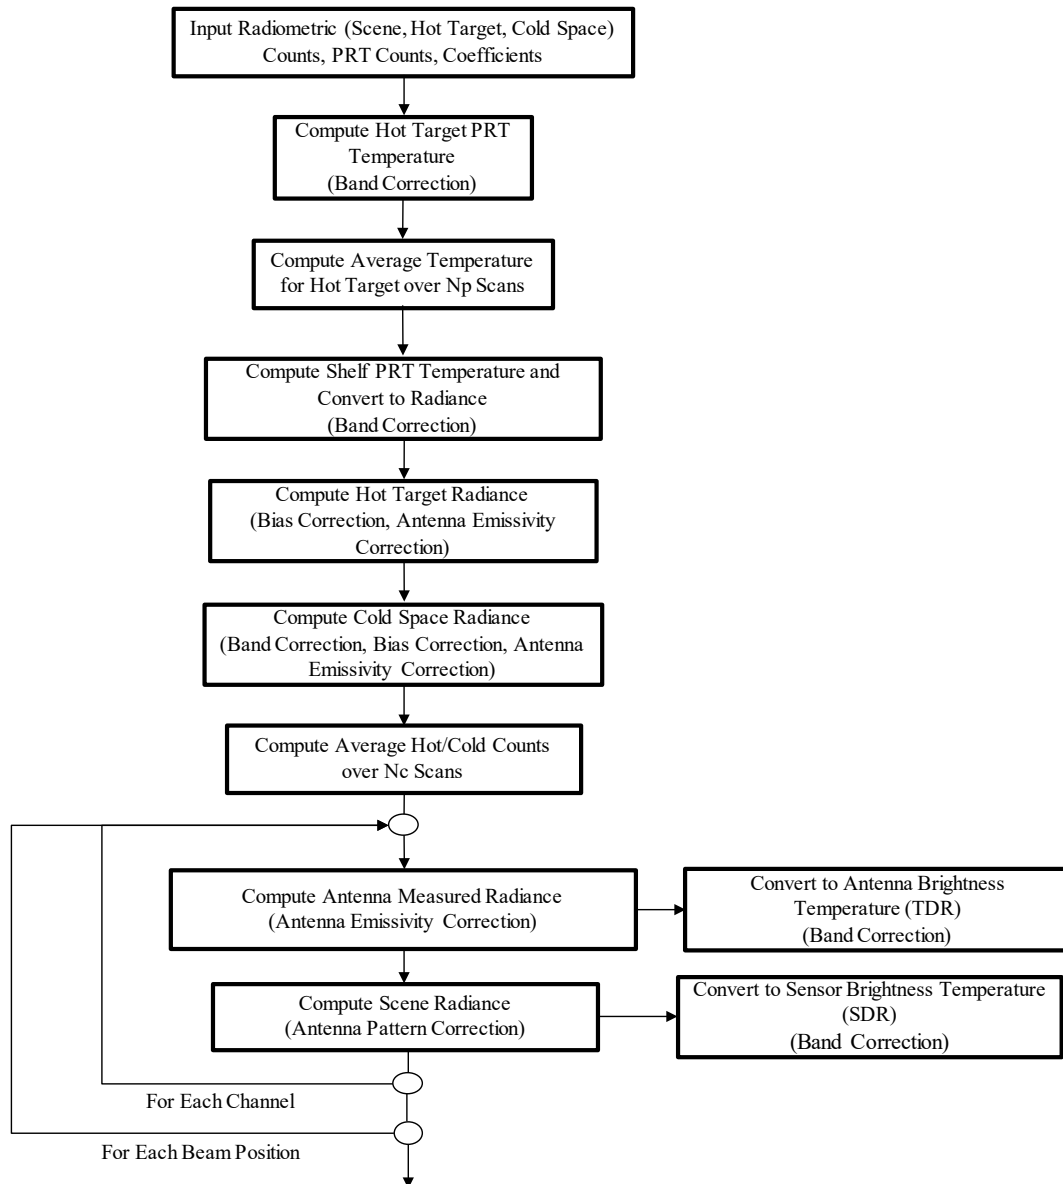 Input Radiometric (Scene, Hot Target, Cold Space)
Counts, PRT Counts, Coefficients
Compute Hot Target PRT
Temperature
(Band Correction)
Compute Average Temperature
for Hot Target over Np Scans
Compute Shelf PRT Temperature and
Convert to Radiance
(Band Correction)
Compute Hot Target Radiance
(Bias Correction, Antenna Emissivity
Correction)
Compute Cold Space Radiance
(Band Correction, Bias Correction, Antenna
Emissivity Correction)
Compute Average Hot/Cold Counts
over Nc Scans
Compute Antenna Measured Radiance
(Antenna Emissivity Correction)
Convert to Antenna Brightness
Temperature (TDR)
(Band Correction)
Compute Scene Radiance
(Antenna Pattern Correction)
Convert to Sensor Brightness Temperature
(SDR)
(Band Correction)
For Each Channel
For Each Beam Position